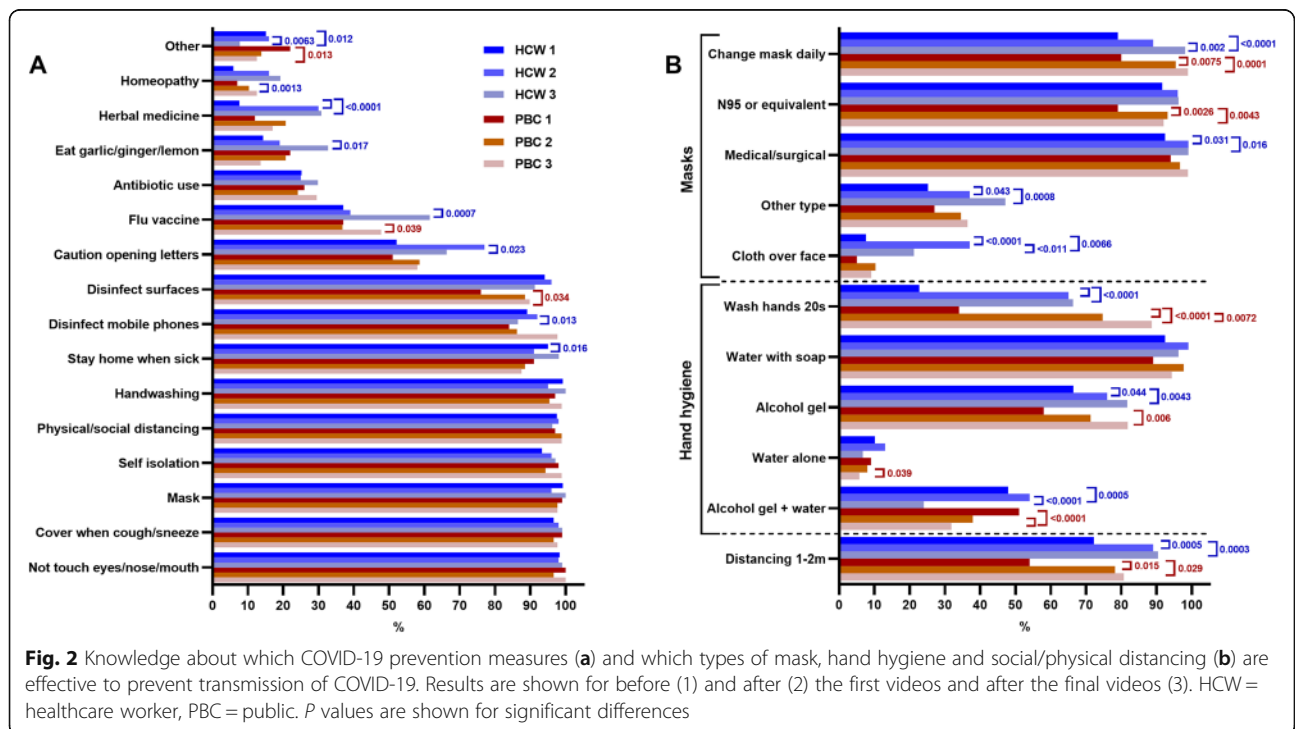 A
Other
Homeopathy
Herbal medicine
Eat garlic/ginger/lemon
Antibiotic use
Flu vaccine
Caution opening letters
Disinfect surfaces
Disinfect mobile phones
Stay home when sick
Handwashing
Physical/social distancing
Self isolation
Mask
Cover when cough/sneeze
Not touch eyes/nose/mouth
0.0063
0.012
0.013
0.0013
<0.0001
0.017
0.0007
0.039
0.023
0.034
0.013
0.016
HCW 1
HCW 2
HCW 3
PBC 1
PBC 2
PBC 3
0 10 20 30 40 50 60 70 80 90 100
%
B
Masks
Change mask daily
N95 or equivalent
Medical/surgical
Other type
Cloth over face
Hand hygiene
Wash hands 20s
Water with soap
Alcohol gel
Water alone
Alcohol gel + water
Distancing 1-2m
0.002
<0.0001
0.0075
0.0001
0.0026
0.0043
0.031
0.016
0.043
0.0008
<0.0001
<0.011
0.0066
<0.0001
<0.0001
0.0072
0.044
0.0043
0.006
0.039
<0.0001
0.0005
<0.0001
0.0005
0.0003
0.015
0.029
0 10 20 30 40 50 60 70 80 90 100
%
Fig. 2 Knowledge about which COVID-19 prevention measures (a) and which types of mask, hand hygiene and social/physical distancing (b) are
effective to prevent transmission of COVID-19. Results are shown for before (1) and after (2) the first videos and after the final videos (3). HCW =
healthcare worker, PBC = public. P values are shown for significant differences